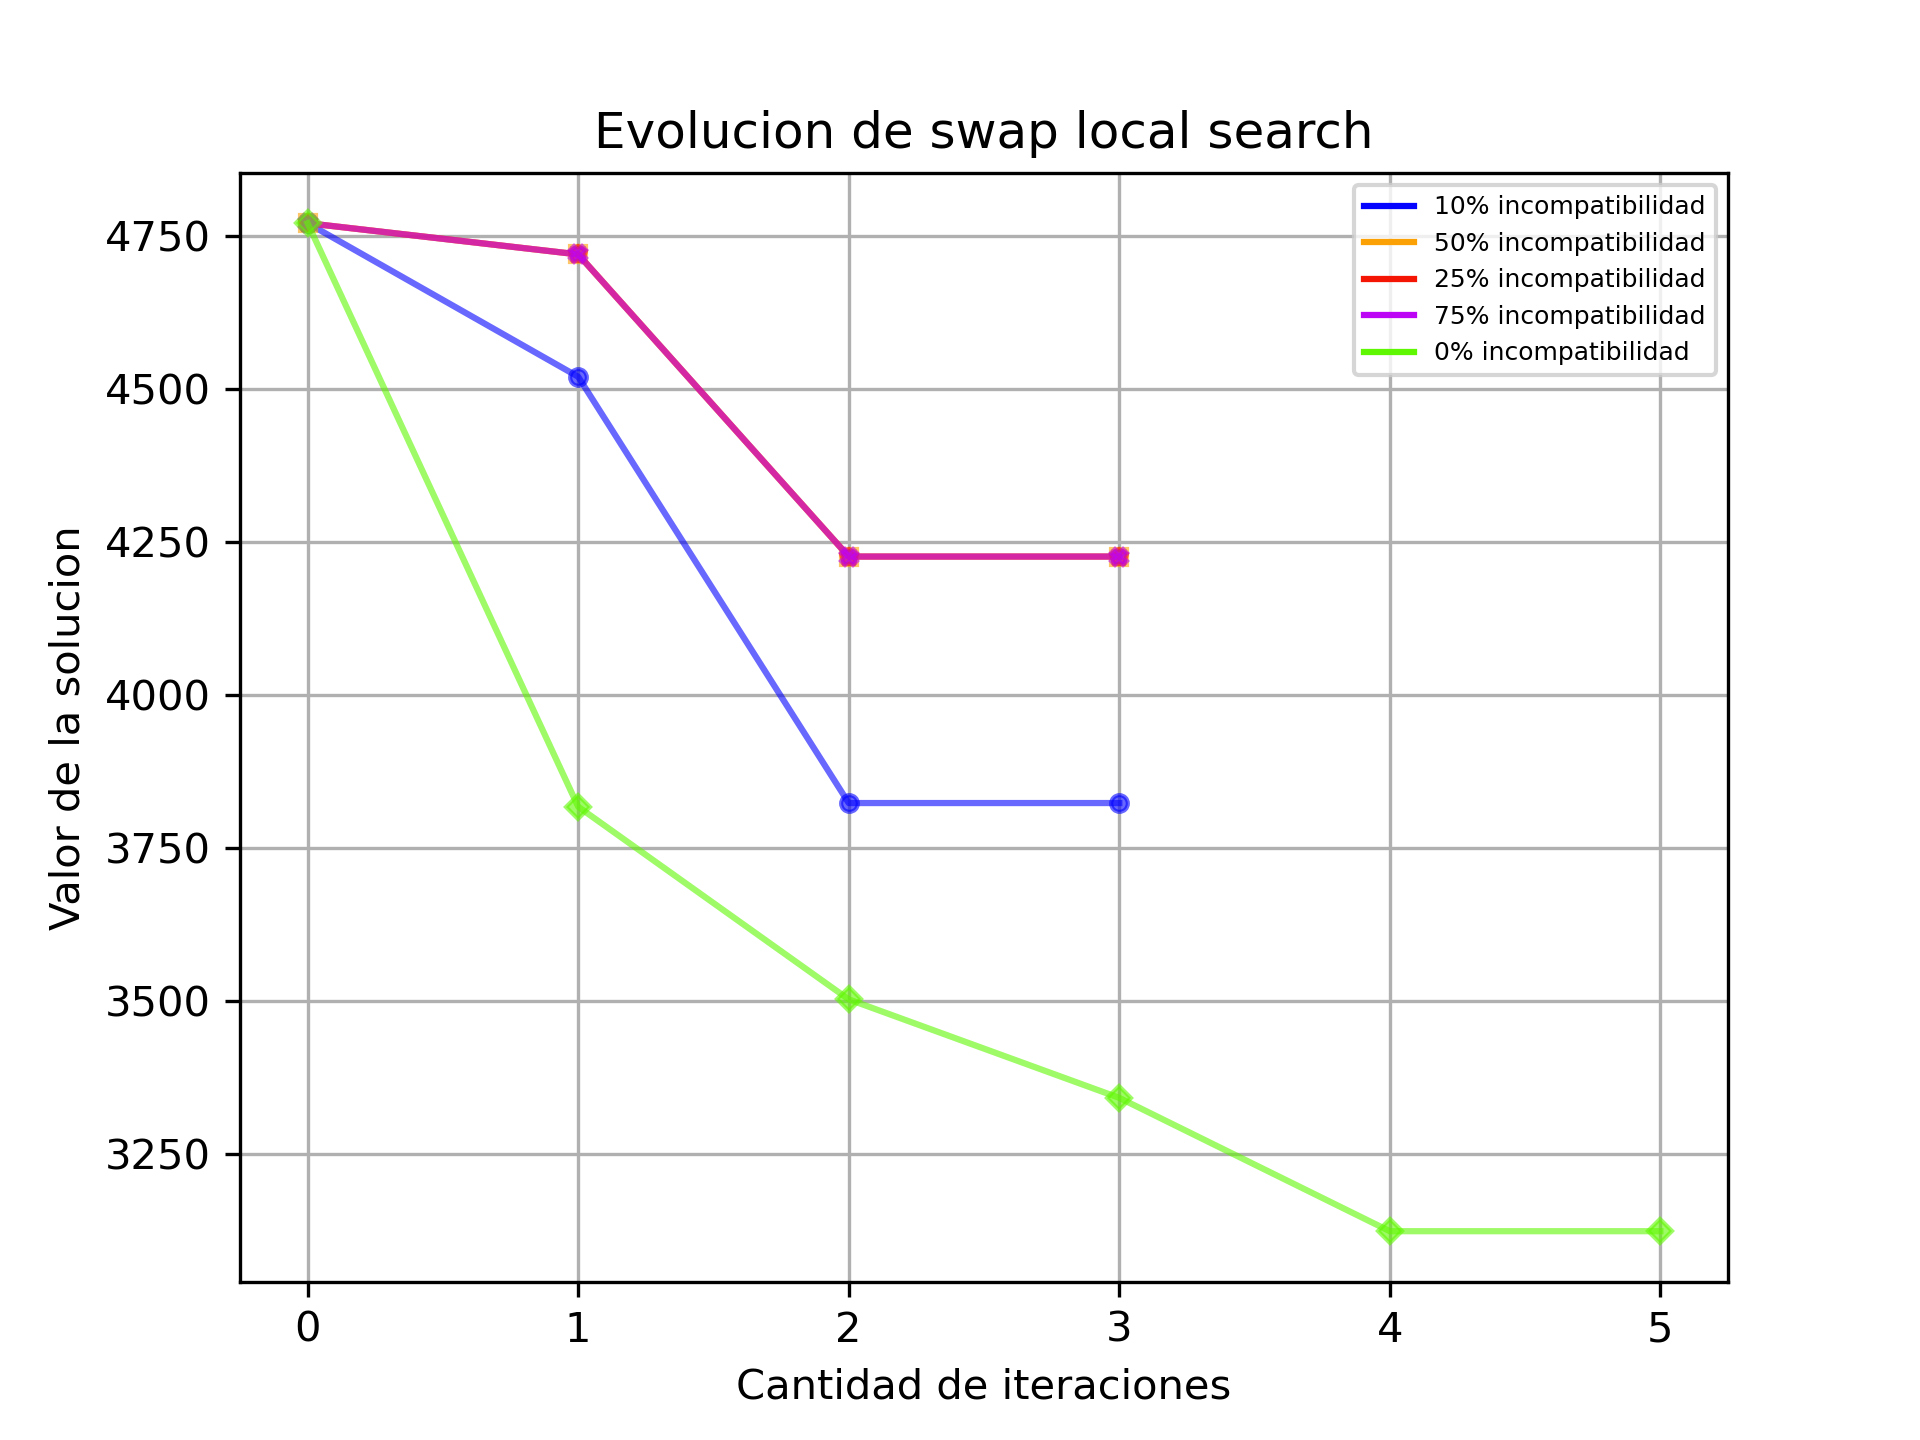 Evolucion de swap local search
10% incompatibilidad
50% incompatibilidad
25% incompatibilidad
75% incompatibilidad
0% incompatibilidad
4750
4500
4250
4000
3750
3500
3250
Valor de la solucion
0 1 2 3 4 5
Cantidad de iteraciones